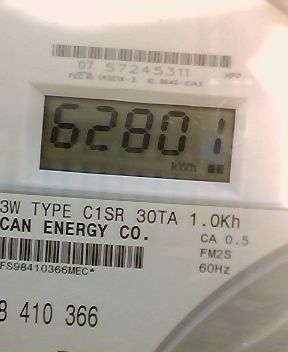 07 57245311
HPP
62801
kWh
3W TYPE C1SR 30TA 1.0Kh
CAN ENERGY CO.
CA 0.5
FM2S
FS98410366MEC*
60Hz
8 410 366